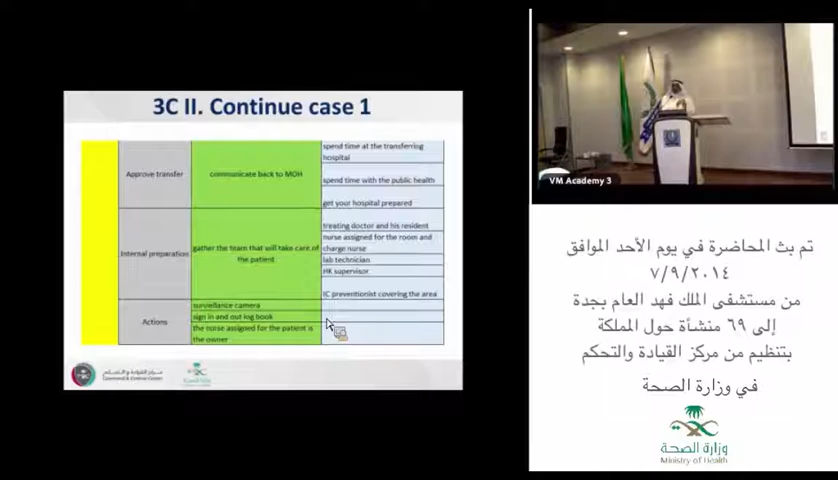 3C II. Continue case 1
Approve transfer
communicate back to MOH
spend time at the transferring
hospital
spend time with the public health
get your hospital prepared
Internal preparation
gather the team that will take care of
the patient
treating doctor and his resident
nurse assigned for the room and
charge nurse
lab technician
HK supervisor
IC preventionist covering the area
Actions
surveillance camera
sign in and out log book
the nurse assigned for the patient is
the owner
مركز القيادة والتحكم
Command & Control Center
VM Academy 3
تم بث المحاضرة في يوم الأحد الموافق
٧/٩/٢٠١٤
من مستشفى الملك فهد العام بجدة
إلى ٦٩ منشأة حول المملكة
بتنظيم من مركز القيادة والتحكم
في وزارة الصحة
وزارة الصحة
Ministry of Health